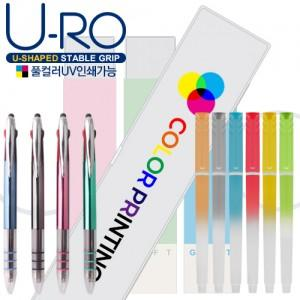 U-RO
U-SHAPED STABLE GRIP
풀컬러UV인쇄가능
COLOR PRINTING